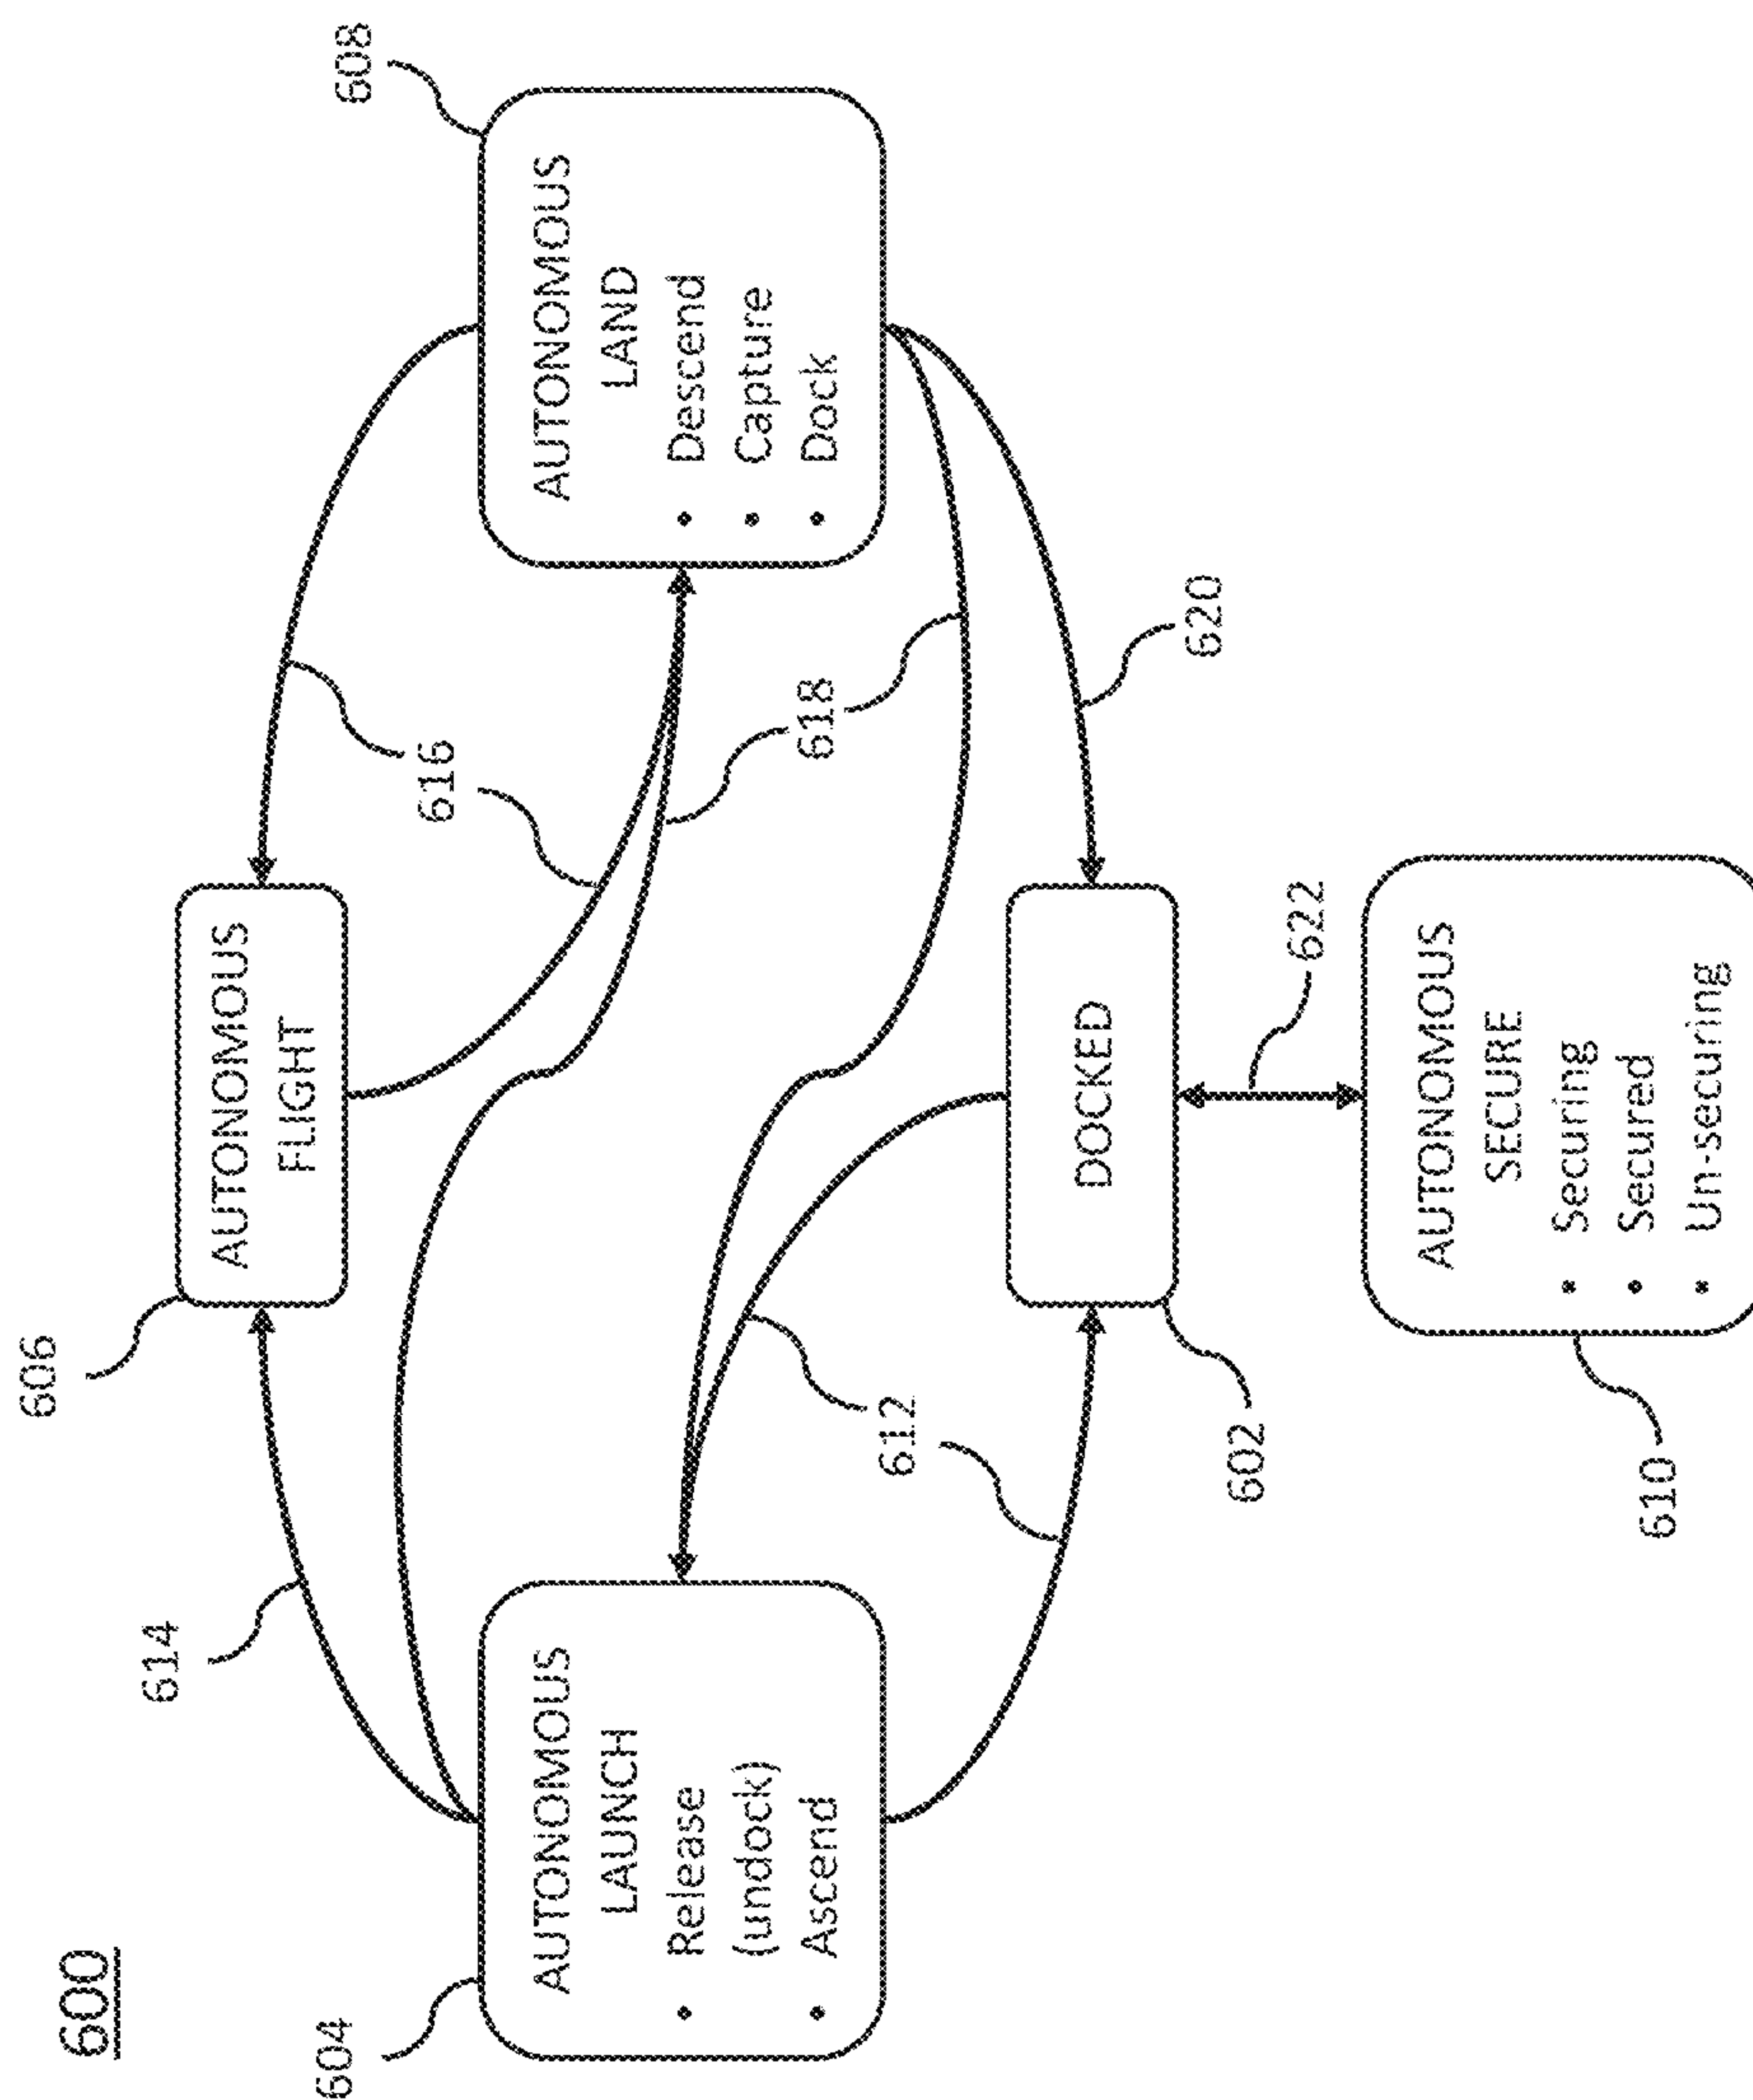 600
606
614
616
608
AUTONOMOUS
FLIGHT
604
AUTONOMOUS
LAUNCH
• Release
(undock)
• Ascend
618
AUTONOMOUS
LAND
• Descend
• Capture
• Dock
612
620
602
DOCKED
622
610
AUTONOMOUS
SECURE
• Securing
• Secured
• Un-securing